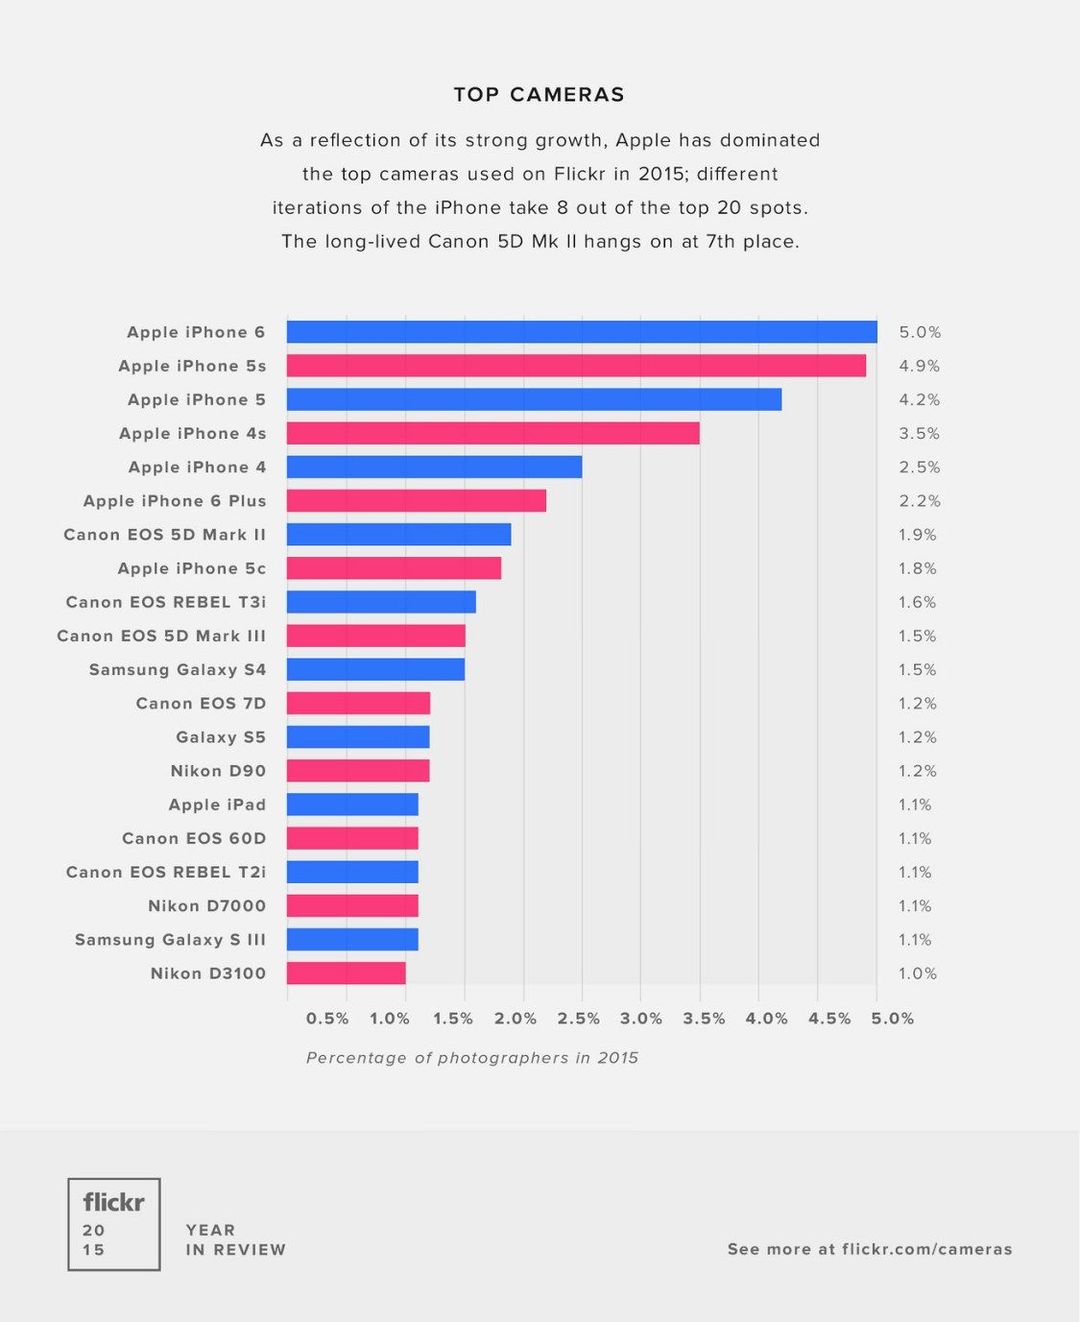 TOP CAMERAS
As a reflection of its strong growth, Apple has dominated
the top cameras used on Flickr in 2015; different
iterations of the iPhone take 8 out of the top 20 spots.
The long-lived Canon 5D Mk II hangs on at 7th place.
Apple iPhone 6 5.0%
Apple iPhone 5s 4.9%
Apple iPhone 5 4.2%
Apple iPhone 4s 3.5%
Apple iPhone 4 2.5%
Apple iPhone 6 Plus 2.2%
Canon EOS 5D Mark II 1.9%
Apple iPhone 5c 1.8%
Canon EOS REBEL T3i 1.6%
Canon EOS 5D Mark III 1.5%
Samsung Galaxy S4 1.5%
Canon EOS 7D 1.2%
Galaxy S5 1.2%
Nikon D90 1.2%
Apple iPad 1.1%
Canon EOS 60D 1.1%
Canon EOS REBEL T2i 1.1%
Nikon D7000 1.1%
Samsung Galaxy S III 1.1%
Nikon D3100 1.0%
0.5% 1.0% 1.5% 2.0% 2.5% 3.0% 3.5% 4.0% 4.5% 5.0%
Percentage of photographers in 2015
flickr
20
15
YEAR
IN REVIEW
See more at flickr.com/cameras